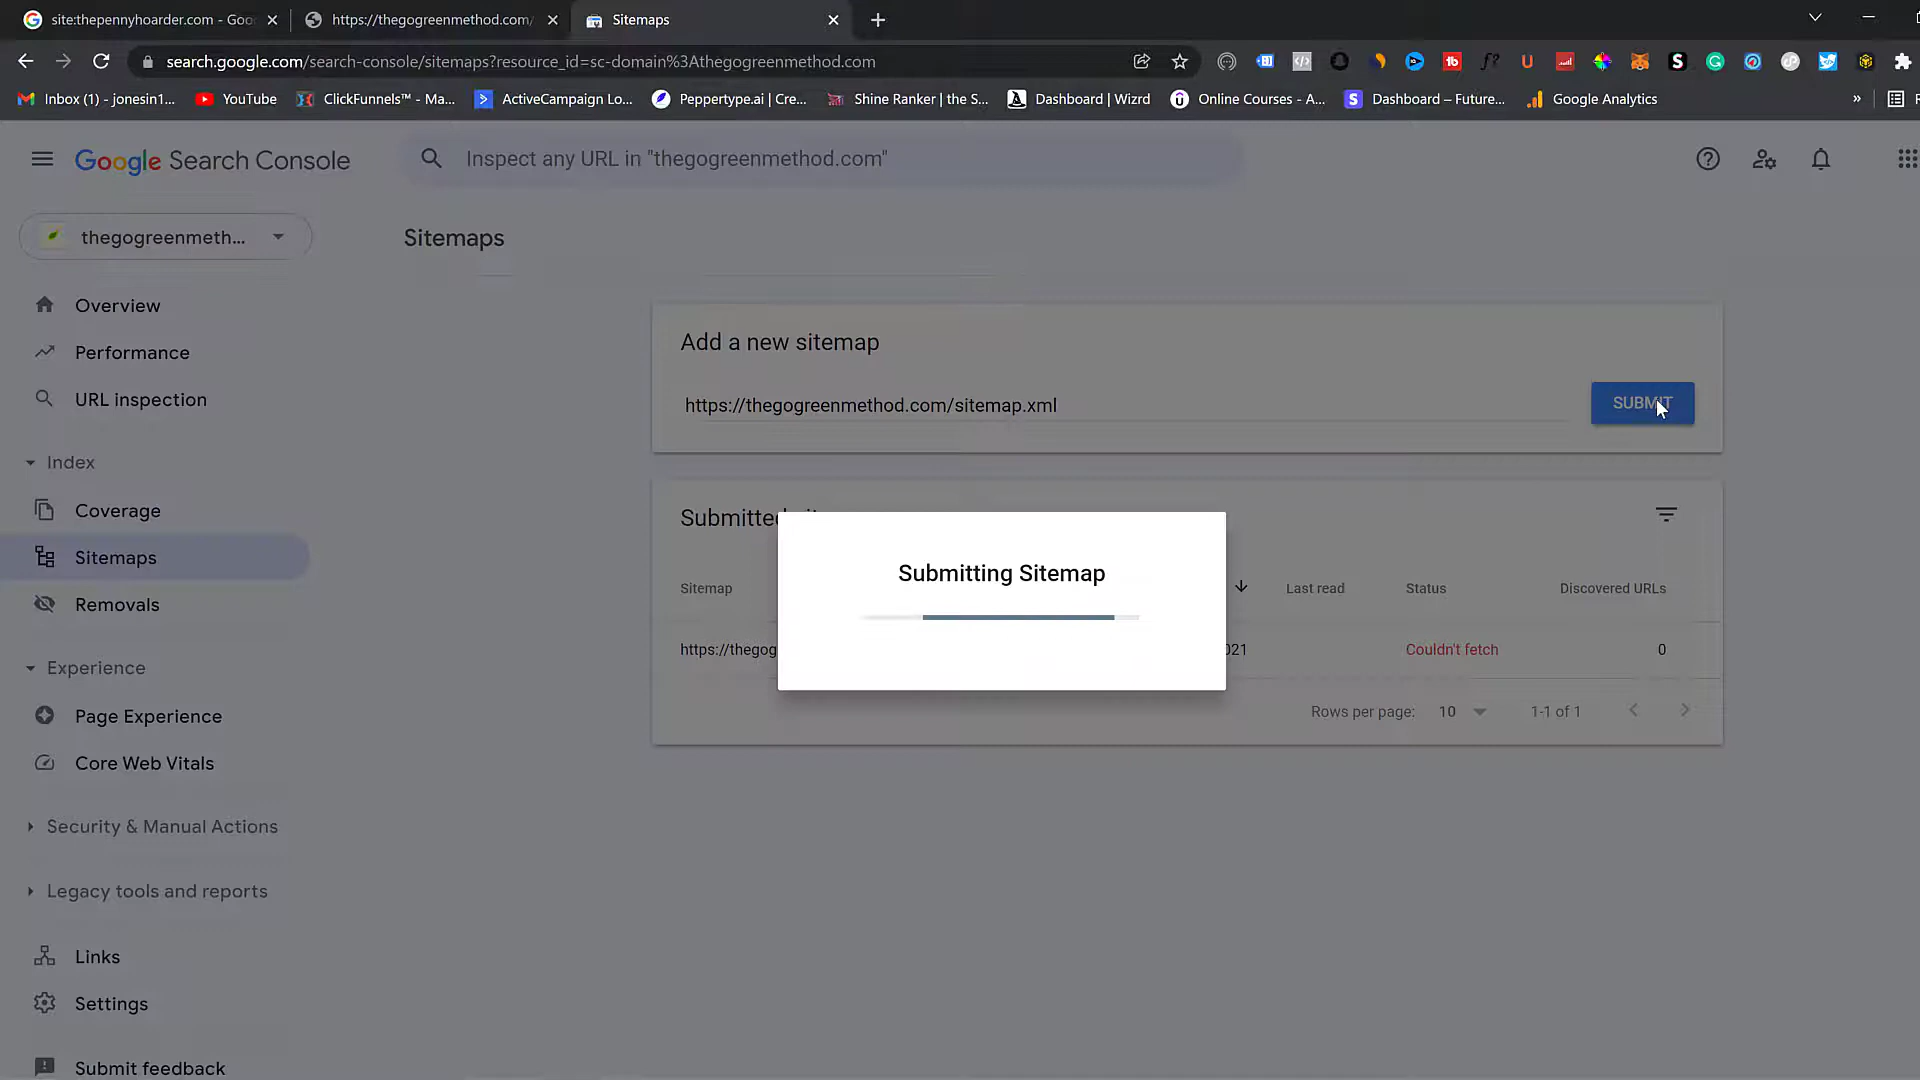 site:thepennyhoarder.com - Goo
https://thegogreenmethod.com/
Sitemaps
search.google.com/search-console/sitemaps?resource_id=sc-domain%3Athegogreenmethod.com
Inbox (1) - jonesin1...
YouTube
ClickFunnels™ - Ma...
ActiveCampaign Lo...
Peppertype.ai | Cre...
Shine Ranker | the S...
Dashboard | Wizrd
Online Courses - A...
Dashboard – Future...
Google Analytics
»
Google Search Console
Inspect any URL in "thegogreenmethod.com"
thegogreenmeth...
Sitemaps
Overview
Performance
URL inspection
Index
Coverage
Sitemaps
Removals
Experience
Page Experience
Core Web Vitals
Security & Manual Actions
Legacy tools and reports
Links
Settings
Submit feedback
Add a new sitemap
https://thegogreenmethod.com/sitemap.xml
SUBMIT
Submitted
Submitting Sitemap
Sitemap
Last read
Status
Discovered URLs
https://thegog
021
Couldn't fetch
0
Rows per page:
10
1-1 of 1